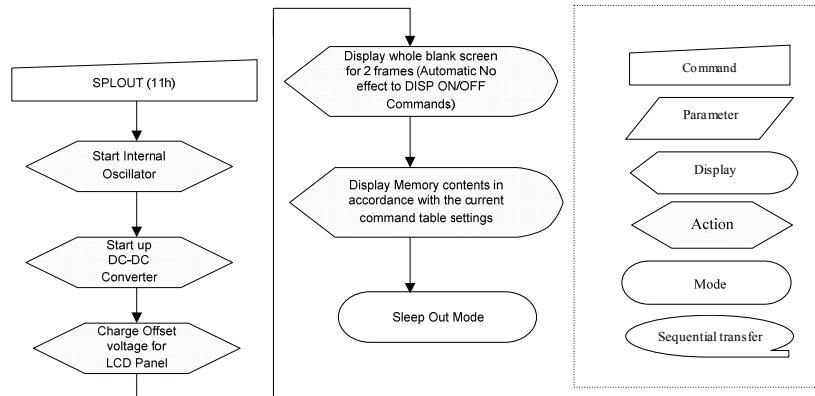 SPLOUT (11h)
Start Internal
Oscillator
Start up
DC-DC
Converter
Charge Offset
voltage for
LCD Panel
Display whole blank screen
for 2 frames (Automatic No
effect to DISP ON/OFF
Commands)
Display Memory contents in
accordance with the current
command table settings
Sleep Out Mode
Command
Parameter
Display
Action
Mode
Sequential transfer